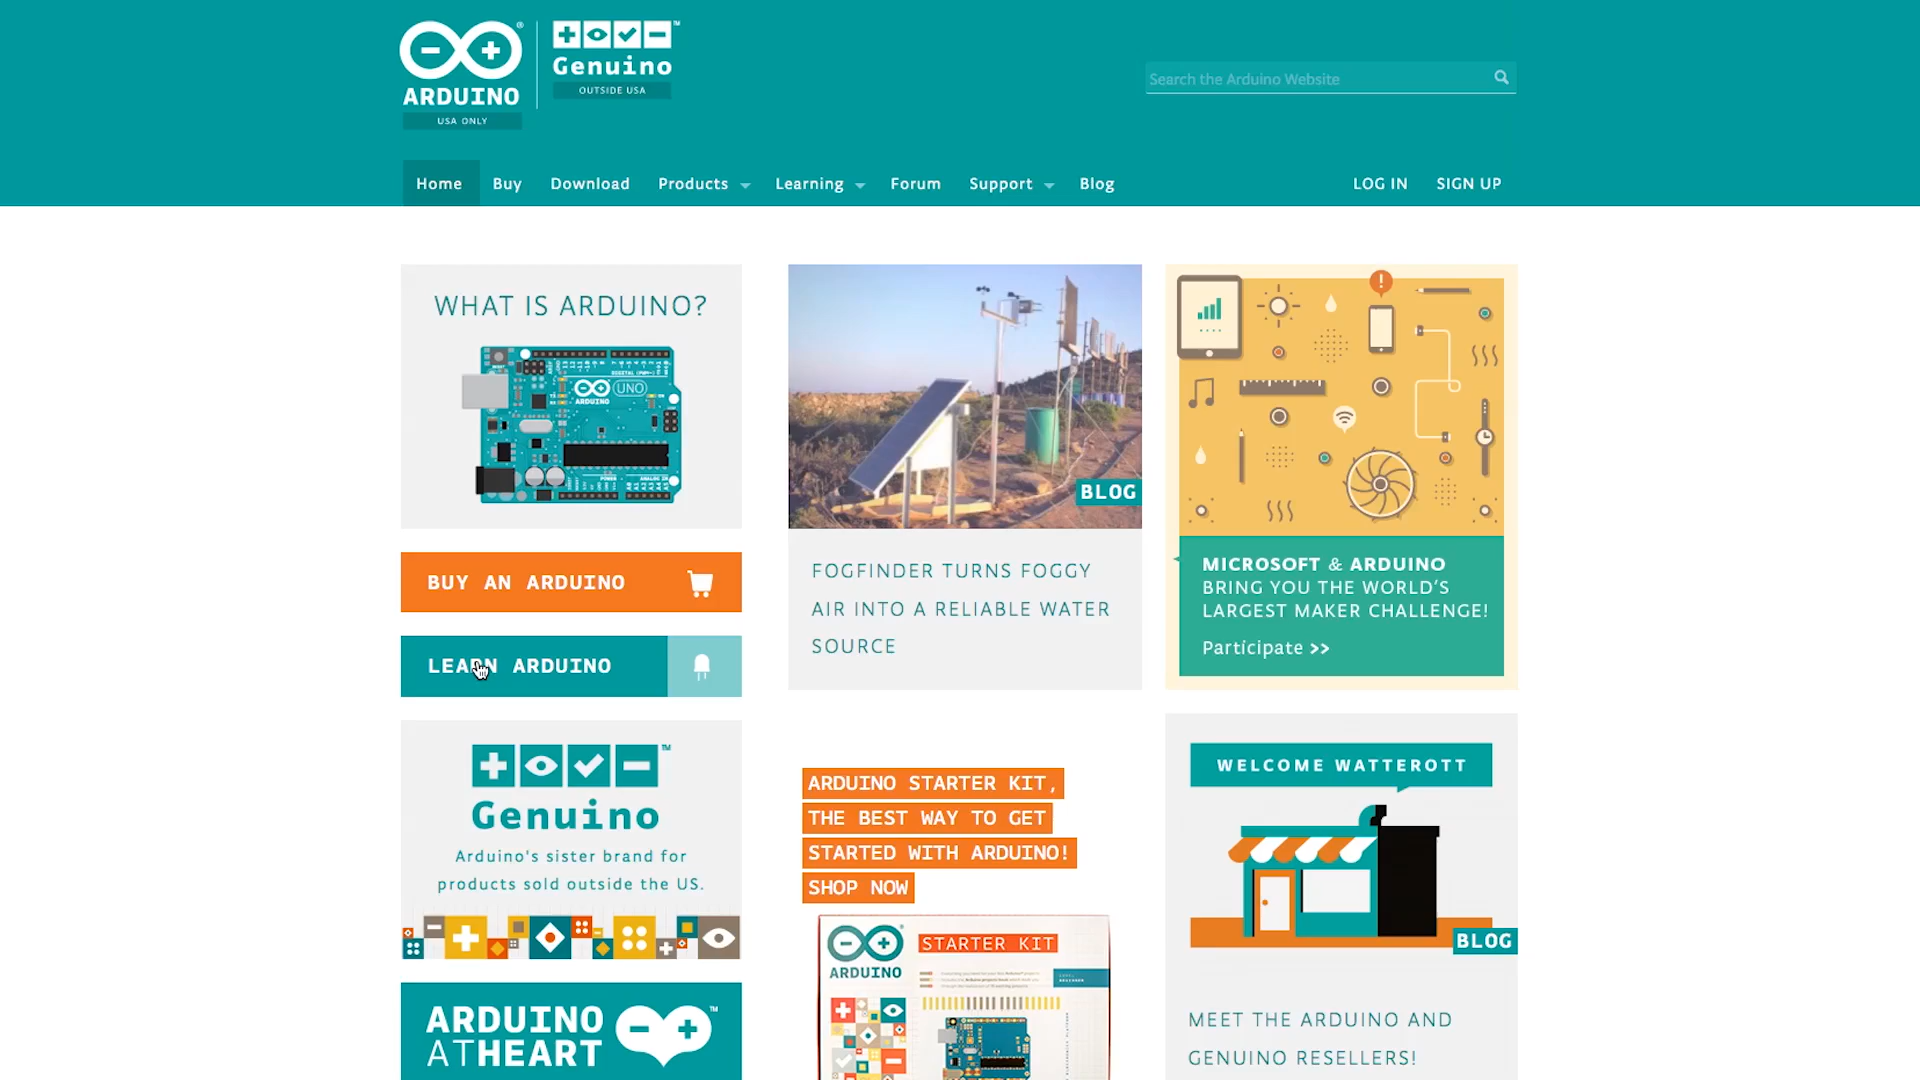 ARDUINO
USA ONLY
Genuino
OUTSIDE USA
Search the Arduino Website
Home Buy Download Products Learning Forum Support Blog LOG IN SIGN UP
WHAT IS ARDUINO?
ARDUINO
UNO
BUY AN ARDUINO
LEARN ARDUINO
Genuino™
Arduino's sister brand for
products sold outside the US.
ARDUINO
ATHEART™
BLOG
FOGFINDER TURNS FOGGY
AIR INTO A RELIABLE WATER
SOURCE
ARDUINO STARTER KIT,
THE BEST WAY TO GET
STARTED WITH ARDUINO!
SHOP NOW
ARDUINO
STARTER KIT
MICROSOFT & ARDUINO
BRING YOU THE WORLD'S
LARGEST MAKER CHALLENGE!
Participate >>
WELCOME WATTEROTT
BLOG
MEET THE ARDUINO AND
GENUINO RESELLERS!